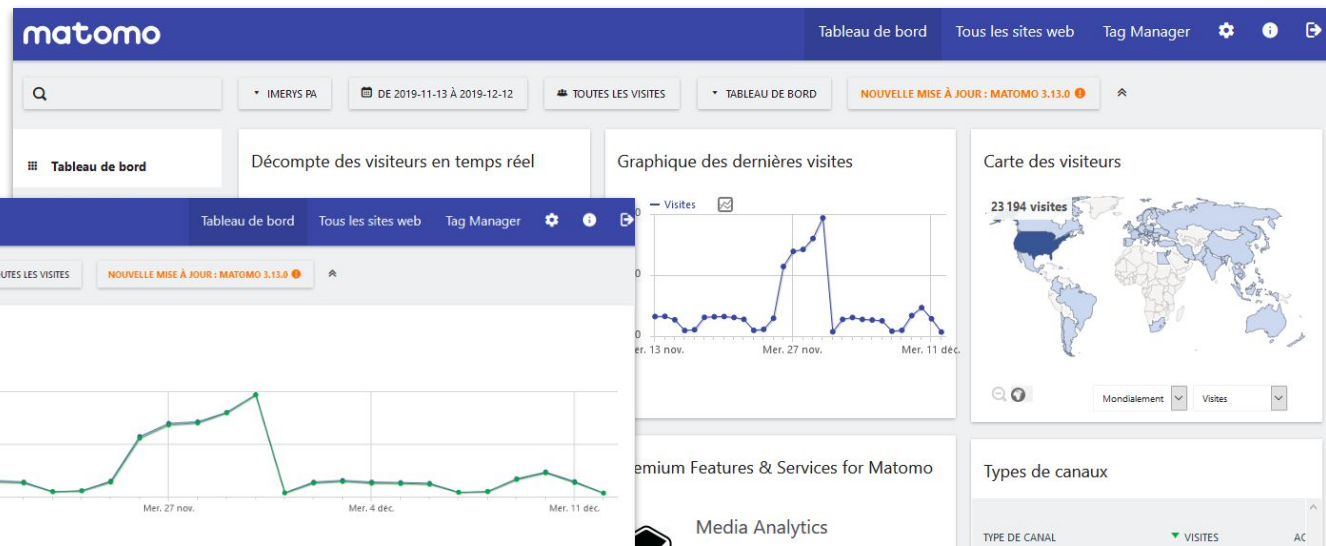 matomo
Tableau de bord Tous les sites web Tag Manager
IMERYS PA DE 2019-11-13 À 2019-12-12 TOUTES LES VISITES TABLEAU DE BORD NOUVELLE MISE À JOUR : MATOMO 3.13.0
Tableau de bord
Décompte des visiteurs en temps réel
Graphique des dernières visites
Visites
0
0
0
er. 13 nov. Mer. 27 nov. Mer. 11 déc.
Carte des visiteurs
23 194 visites
Mondialement Visites
Tableau de bord Tous les sites web Tag Manager
UTES LES VISITES NOUVELLE MISE À JOUR : MATOMO 3.13.0
Mer. 27 nov. Mer. 4 déc. Mer. 11 déc.
emium Features & Services for Matomo
Media Analytics
Types de canaux
TYPE DE CANAL VISITES AC